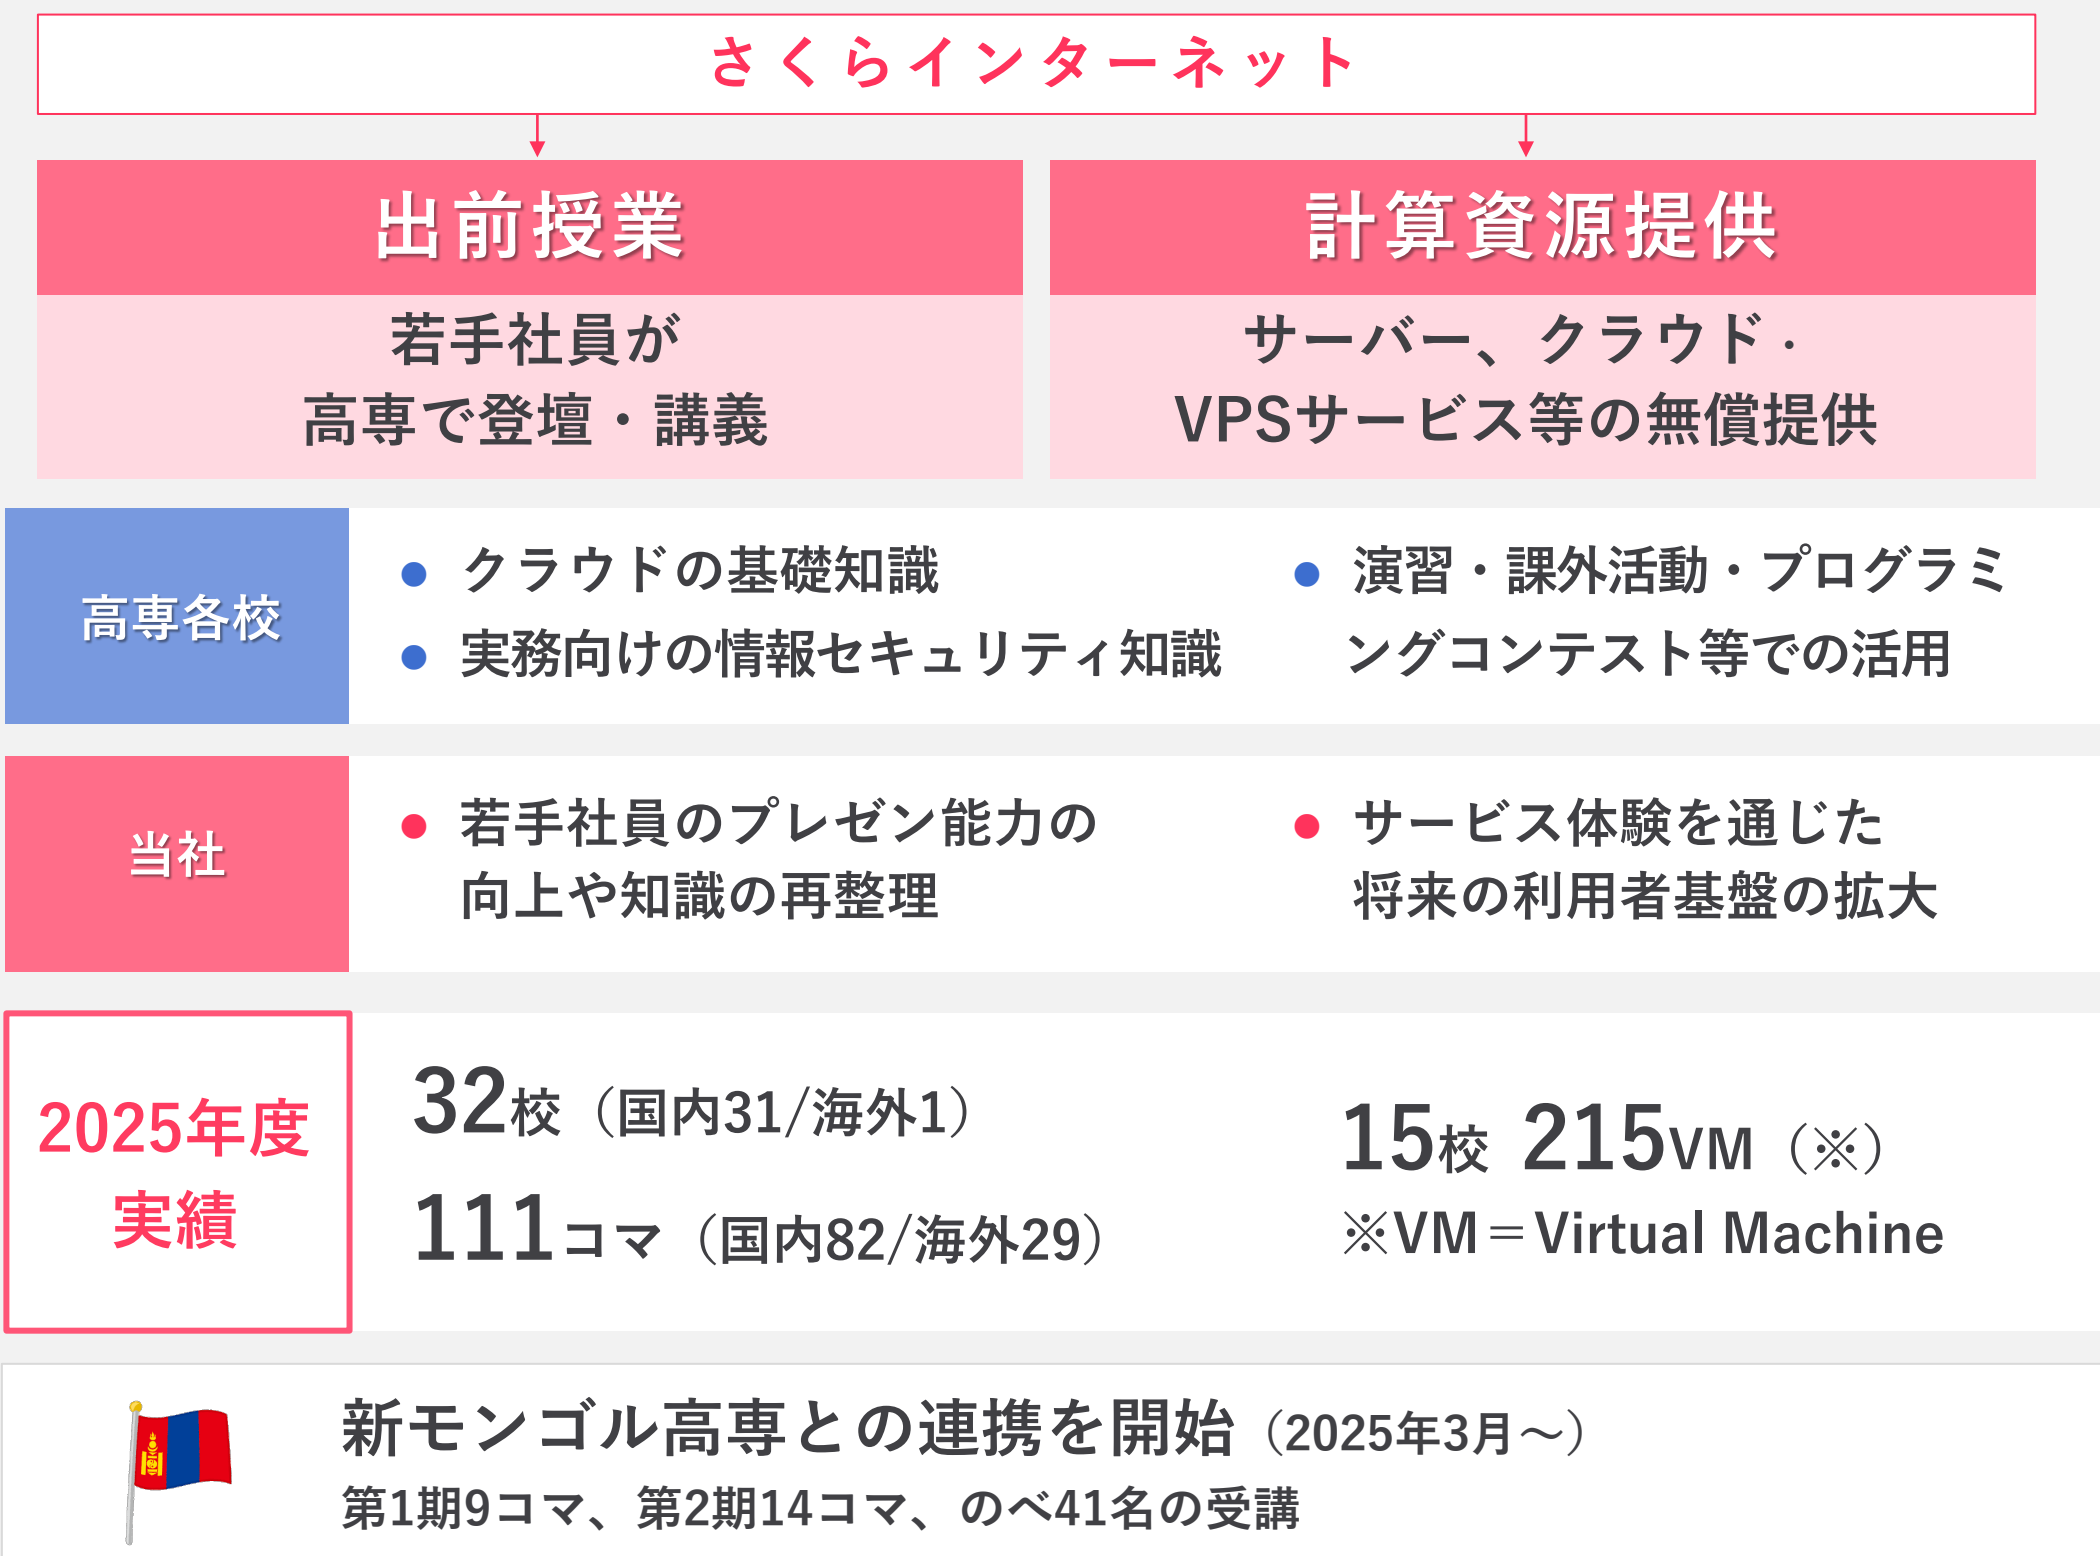 さくらインターネット
出前授業
若手社員が
高専で登壇・講義
計算資源提供
サーバー、クラウド・
VPSサービス等の無償提供
高専各校
● クラウドの基礎知識
● 実務向けの情報セキュリティ知識
● 演習・課外活動・プログラミ
ングコンテスト等での活用
当社
● 若手社員のプレゼン能力の
向上や知識の再整理
● サービス体験を通じた
将来の利用者基盤の拡大
2025年度
実績
32校（国内31/海外1）
111コマ（国内82/海外29）
15校 215VM（※）
※VM＝Virtual Machine
新モンゴル高専との連携を開始（2025年3月～）
第1期9コマ、第2期14コマ、のべ41名の受講